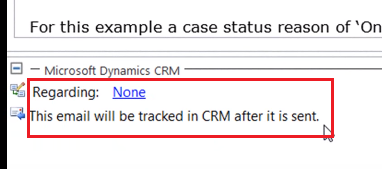 For this example a case status reason of ‘On
Microsoft Dynamics CRM
Regarding: None
This email will be tracked in CRM after it is sent.